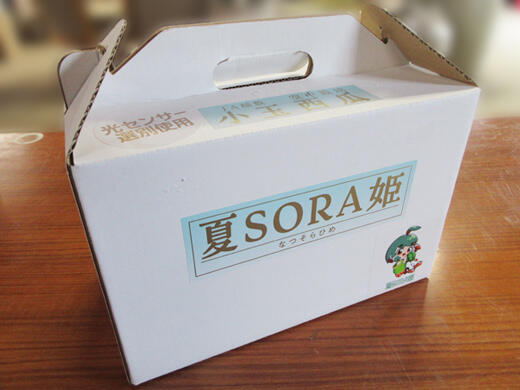 光センサー
選別使用
小玉西瓜
夏SORA姫
なつそらひめ